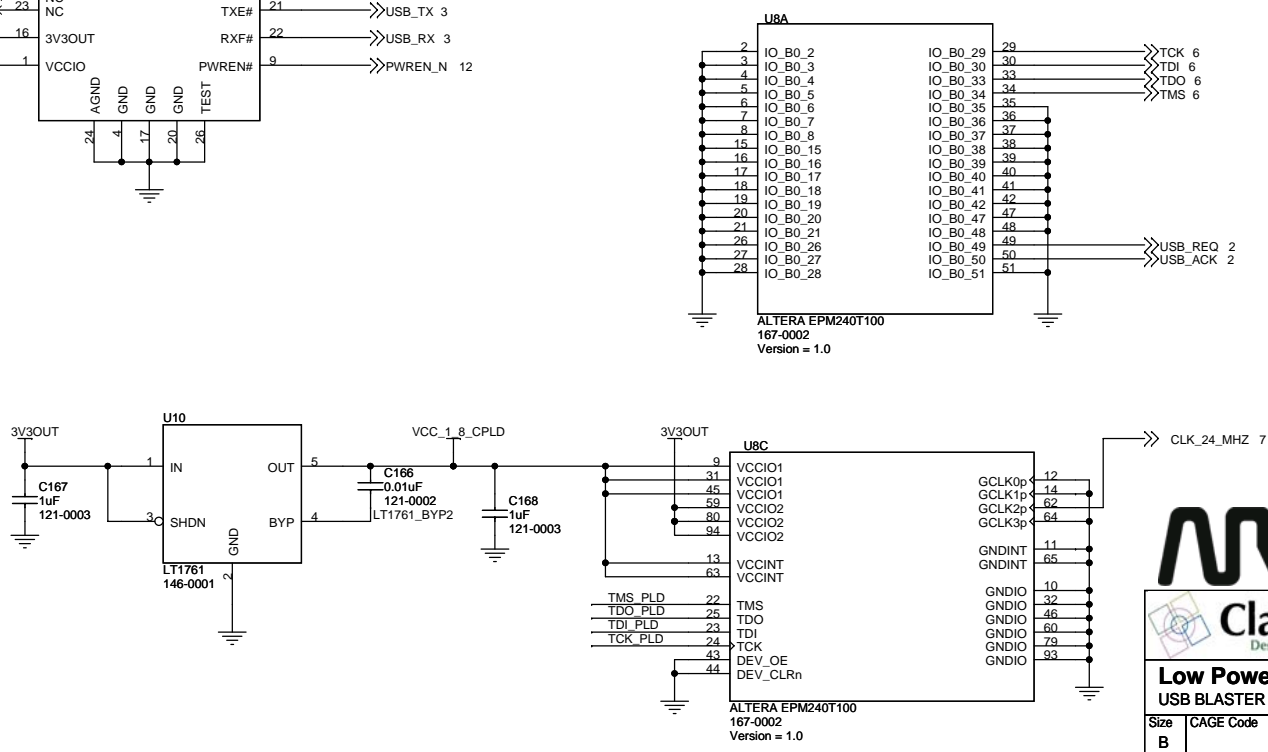 23 NC
16 3V3OUT
1 VCCIO
TXE# 21 USB_TX 3
RXF# 22 USB_RX 3
PWREN# 9 PWREN_N 12
AGND GND GND GND TEST
24 4 17 20 26
U8A
2 IO_B0_2
3 IO_B0_3
4 IO_B0_4
5 IO_B0_5
6 IO_B0_6
7 IO_B0_7
8 IO_B0_8
15 IO_B0_15
16 IO_B0_16
17 IO_B0_17
18 IO_B0_18
19 IO_B0_19
20 IO_B0_20
21 IO_B0_21
26 IO_B0_26
27 IO_B0_27
28 IO_B0_28
IO_B0_29 29 TCK 6
IO_B0_30 30 TDI 6
IO_B0_33 33 TDO 6
IO_B0_34 34 TMS 6
IO_B0_35 35
IO_B0_36 36
IO_B0_37 37
IO_B0_38 38
IO_B0_39 39
IO_B0_40 40
IO_B0_41 41
IO_B0_42 42
IO_B0_47 47
IO_B0_48 48
IO_B0_49 49 USB_REQ 2
IO_B0_50 50 USB_ACK 2
IO_B0_51 51
ALTERA EPM240T100
167-0002
Version = 1.0
3V3OUT
C167
1uF
121-0003
U10
1 IN
3 SHDN
OUT 5
BYP 4
GND
2
LT1761
146-0001
VCC_1_8_CPLD
C166
0.01uF
121-0002
LT1761_BYP2
C168
1uF
121-0003
3V3OUT
U8C
9 VCCIO1
31 VCCIO1
45 VCCIO1
59 VCCIO2
80 VCCIO2
94 VCCIO2
13 VCCINT
63 VCCINT
TMS_PLD 22 TMS
TDO_PLD 25 TDO
TDI_PLD 23 TDI
TCK_PLD 24 TCK
43 DEV_OE
44 DEV_CLRn
GCLK0p 12
GCLK1p 14
GCLK2p 62
GCLK3p 64
GNDINT 11
GNDINT 65
GNDIO 10
GNDIO 32
GNDIO 46
GNDIO 60
GNDIO 79
GNDIO 93
ALTERA EPM240T100
167-0002
Version = 1.0
CLK_24_MHZ 7
Cla
Des
Low Powe
USB BLASTER
Size CAGE Code
B